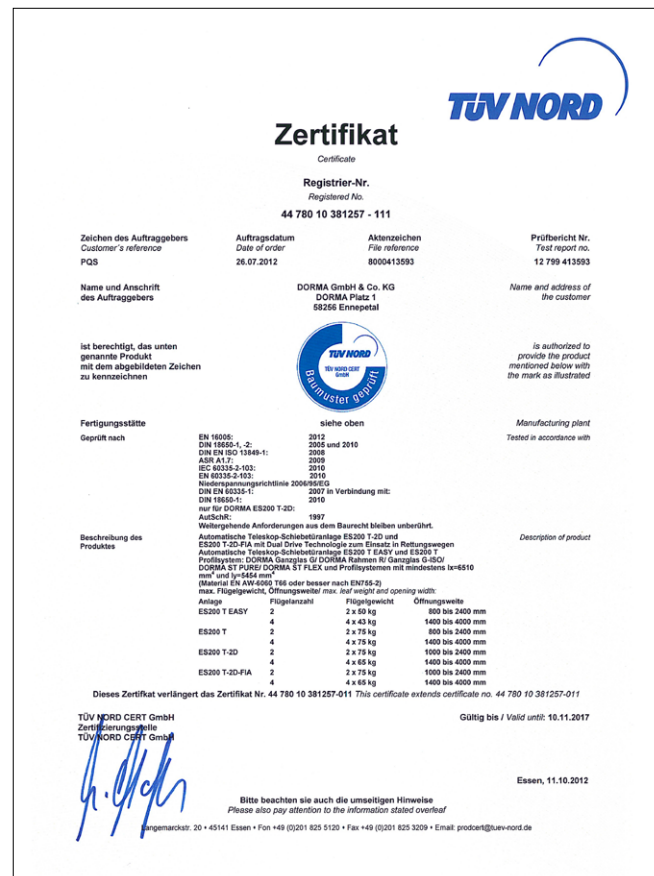 TÜV NORD
Zertifikat
Certificate
Registrier-Nr.
Registered No.
44 780 10 381257 - 111
Zeichen des Auftraggebers Auftragsdatum Aktenzeichen Prüfbericht Nr.
Customer's reference Date of order File reference Test report no.
PQS 26.07.2012 8000413593 12 799 413593
Name und Anschrift DORMA GmbH & Co. KG Name and address of
des Auftraggebers DORMA Platz 1 the customer
58256 Ennepetal
ist berechtigt, das unten is authorized to
genannte Produkt provide the product
mit dem abgebildeten Zeichen mentioned below with
zu kennzeichnen the mark as illustrated
TÜV NORD
TÜV NORD CERT
GmbH
Baumuster geprüft
Fertigungsstätte siehe oben Manufacturing plant
Geprüft nach EN 16005: 2012 Tested in accordance with
DIN 18650-1, -2: 2005 und 2010
DIN EN ISO 13849-1: 2008
ASR A1.7: 2009
IEC 60335-2-103: 2010
EN 60335-2-103: 2010
Niederspannungsrichtlinie 2006/95/EG
DIN EN 60335-1: 2007 in Verbindung mit:
DIN 18650-1: 2010
nur für DORMA ES200 T-2D:
AutSchR: 1997
Weitergehende Anforderungen aus dem Baurecht bleiben unberührt.
Beschreibung des Automatische Teleskop-Schiebetüranlage ES200 T-2D und Description of product
Produktes ES200 T-2D-FIA mit Dual Drive Technologie zum Einsatz in Rettungswegen
Automatische Teleskop-Schiebetüranlage ES200 T EASY und ES200 T
Profilsystem: DORMA Ganzglas G/ DORMA Rahmen R/ Ganzglas G-ISO/
DORMA ST PURE/ DORMA ST FLEX und Profilsystemen mit mindestens Ix=6510
mm⁴ und Iy=5454 mm⁴
(Material EN AW-6060 T66 oder besser nach EN755-2)
max. Flügelgewicht, Öffnungsweite/ max. leaf weight and opening width:
Anlage Flügelanzahl Flügelgewicht Öffnungsweite
ES200 T EASY 2 2 x 50 kg 800 bis 2400 mm
4 4 x 43 kg 1400 bis 4000 mm
ES200 T 2 2 x 75 kg 800 bis 2400 mm
4 4 x 75 kg 1400 bis 4000 mm
ES200 T-2D 2 2 x 75 kg 1000 bis 2400 mm
4 4 x 65 kg 1400 bis 4000 mm
ES200 T-2D-FIA 2 2 x 75 kg 1000 bis 2400 mm
4 4 x 65 kg 1400 bis 4000 mm
Dieses Zertifkat verlängert das Zertifikat Nr. 44 780 10 381257-011 This certificate extends certificate no. 44 780 10 381257-011
TÜV NORD CERT GmbH Gültig bis / Valid until: 10.11.2017
Zertifizierungsstelle
TÜV NORD CERT GmbH
Essen, 11.10.2012
Bitte beachten sie auch die umseitigen Hinweise
Please also pay attention to the information stated overleaf
Langemarckstr. 20 • 45141 Essen • Fon +49 (0)201 825 5120 • Fax +49 (0)201 825 3209 • Email: prodcert@tuev-nord.de